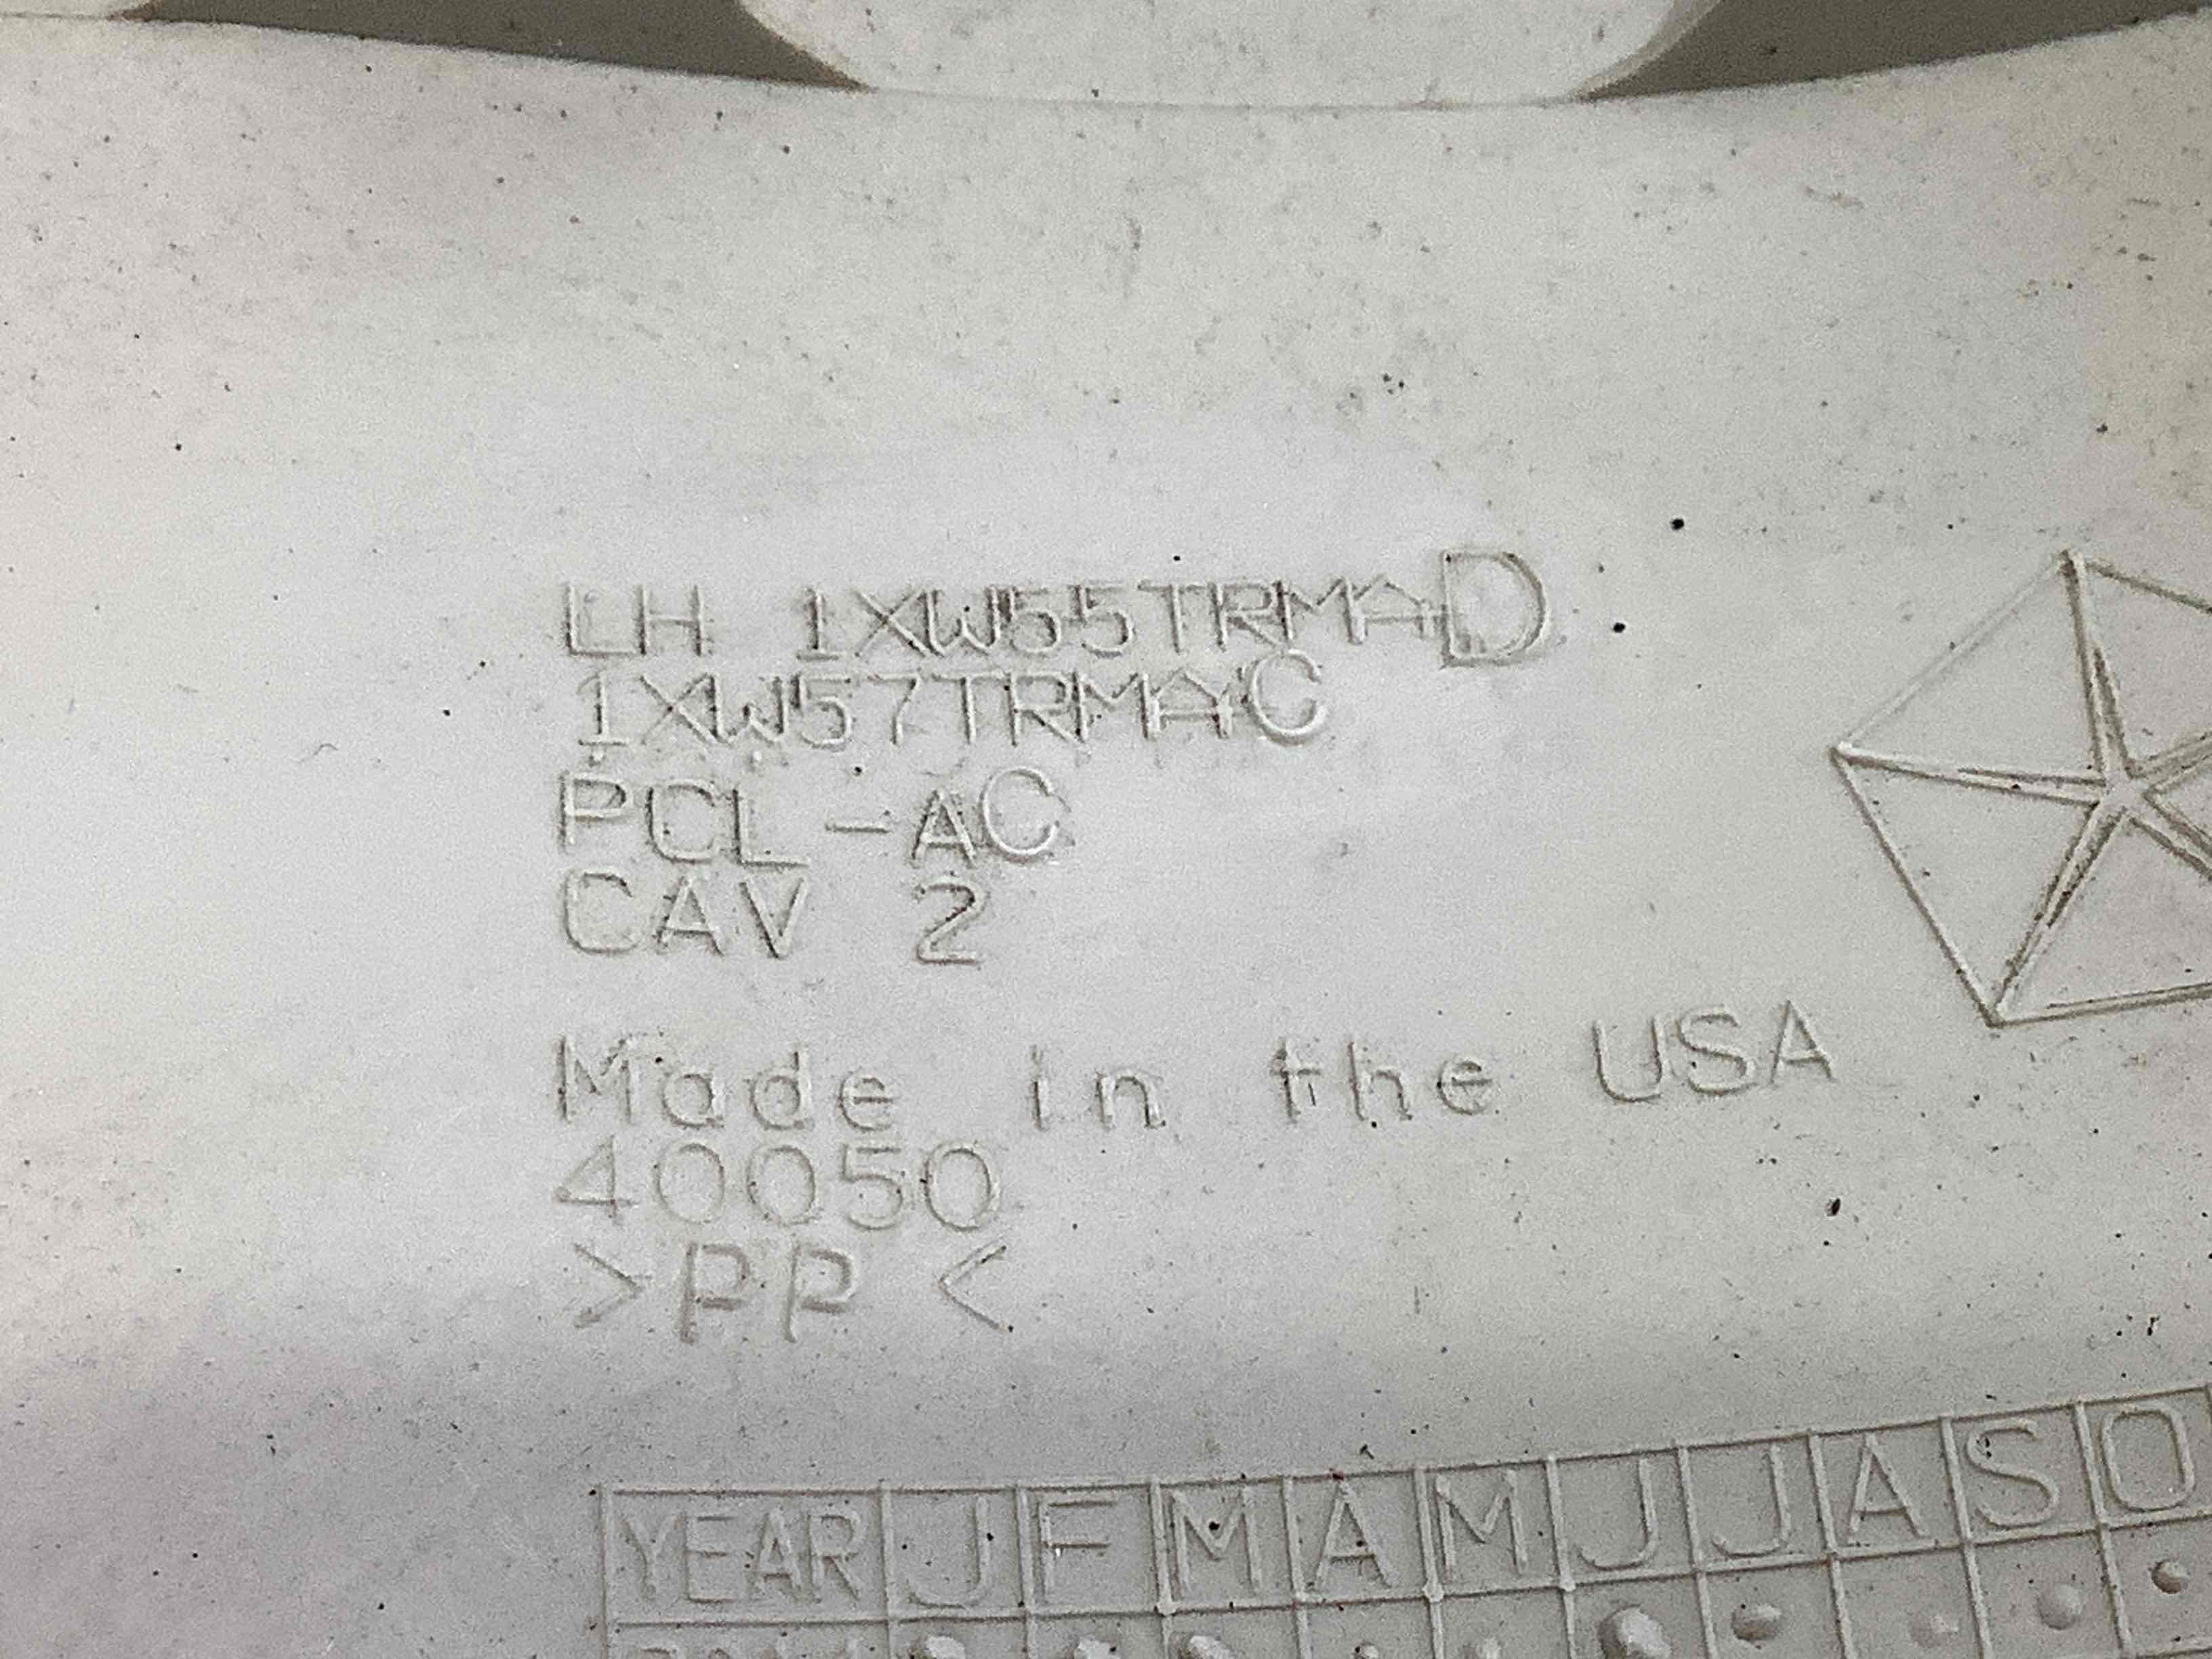 LH 1XW55TRMAD
1XW57TRMAC
PCL-AC
CAV 2
Made in the USA
40050
>PP<
YEAR J F M A M J J A S O